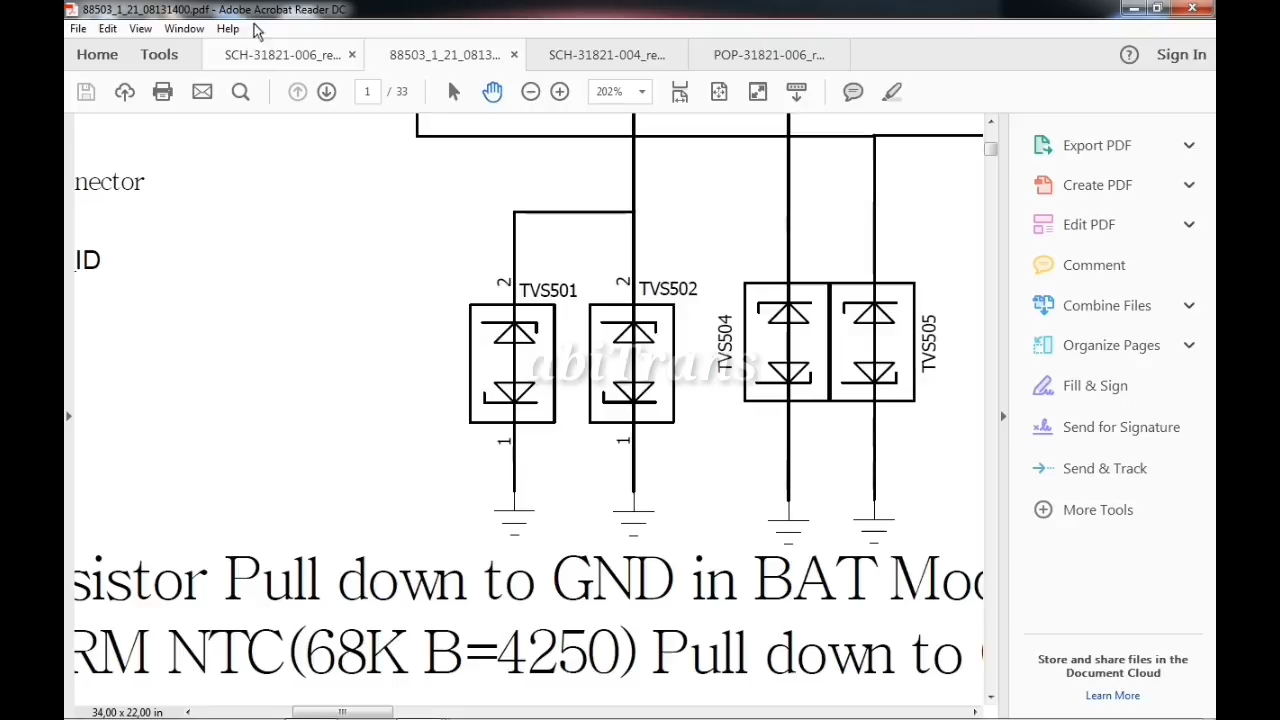 88503_1_21_08131400.pdf - Adobe Acrobat Reader DC
File Edit View Window Help
Home Tools SCH-31821-006_re... × 88503_1_21_0813... × SCH-31821-004_re... POP-31821-006_r... Sign In
1 / 33 202%
nector
_ID
2 TVS501 2 TVS502
TVS504 TVS505
abiTrans
1 1
sistor Pull down to GND in BAT Mod
RM NTC(68K B=4250) Pull down to
34,00 x 22,00 in
Export PDF
Create PDF
Edit PDF
Comment
Combine Files
Organize Pages
Fill & Sign
Send for Signature
Send & Track
More Tools
Store and share files in the
Document Cloud
Learn More